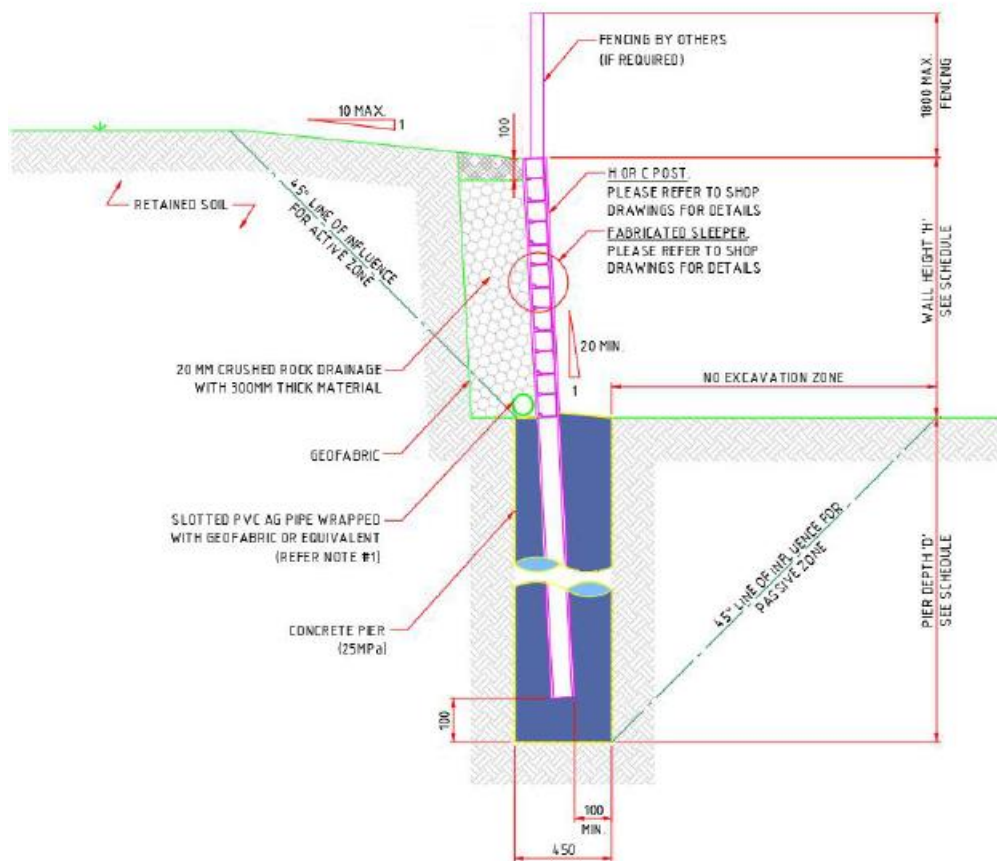 FENCING BY OTHERS
(IF REQUIRED)
1800 MAX.
FENCING
10 MAX.
1
100
H OR C POST.
PLEASE REFER TO SHOP
DRAWINGS FOR DETAILS
RETAINED SOIL
45° LINE OF INFLUENCE
FOR ACTIVE ZONE
FABRICATED SLEEPER.
PLEASE REFER TO SHOP
DRAWINGS FOR DETAILS
WALL HEIGHT 'H'
SEE SCHEDULE
20 MIN.
1
20 MM CRUSHED ROCK DRAINAGE
WITH 300MM THICK MATERIAL
NO EXCAVATION ZONE
GEOFABRIC
SLOTTED PVC AG PIPE WRAPPED
WITH GEOFABRIC OR EQUIVALENT
(REFER NOTE #1)
45° LINE OF INFLUENCE FOR
PASSIVE ZONE
PIER DEPTH 'D'
SEE SCHEDULE
CONCRETE PIER
(25MPa)
100
100
MIN.
450